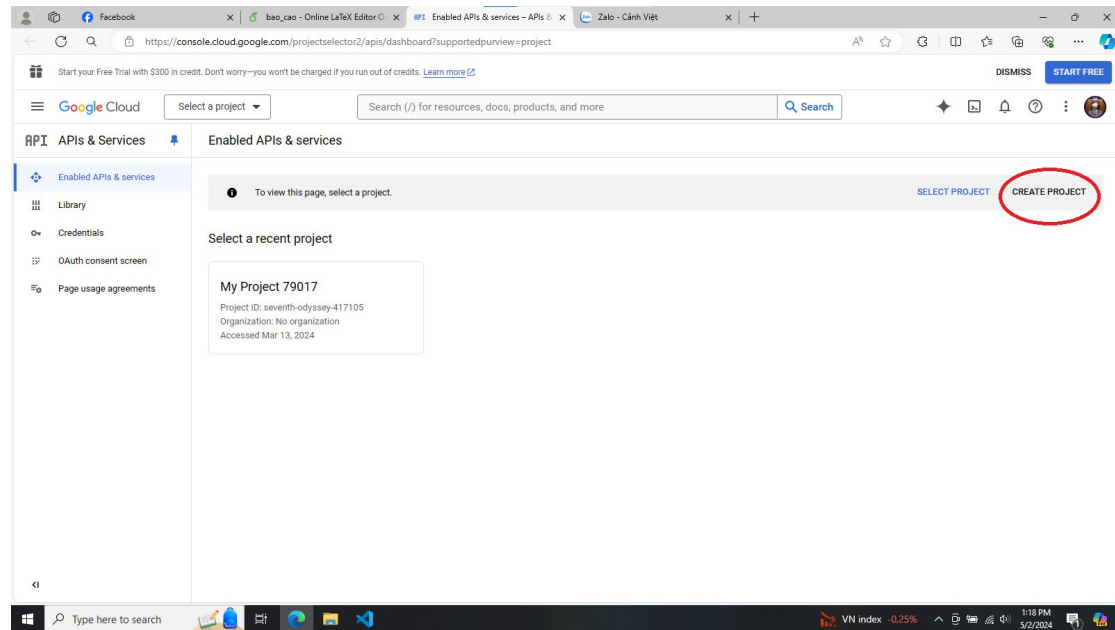 Facebook
bao_cao - Online LaTeX Editor O
API Enabled APIs & services – APIs &
Zalo - Cảnh Việt
https://console.cloud.google.com/projectselector2/apis/dashboard?supportedpurview=project
Start your Free Trial with $300 in credit. Don't worry—you won't be charged if you run out of credits. Learn more
DISMISS
START FREE
Google Cloud
Select a project
Search (/) for resources, docs, products, and more
Search
API APIs & Services
Enabled APIs & services
Enabled APIs & services
Library
Credentials
OAuth consent screen
Page usage agreements
To view this page, select a project.
SELECT PROJECT
CREATE PROJECT
Select a recent project
My Project 79017
Project ID: seventh-odyssey-417105
Organization: No organization
Accessed Mar 13, 2024
Type here to search
VN index -0.25%
1:18 PM
5/2/2024